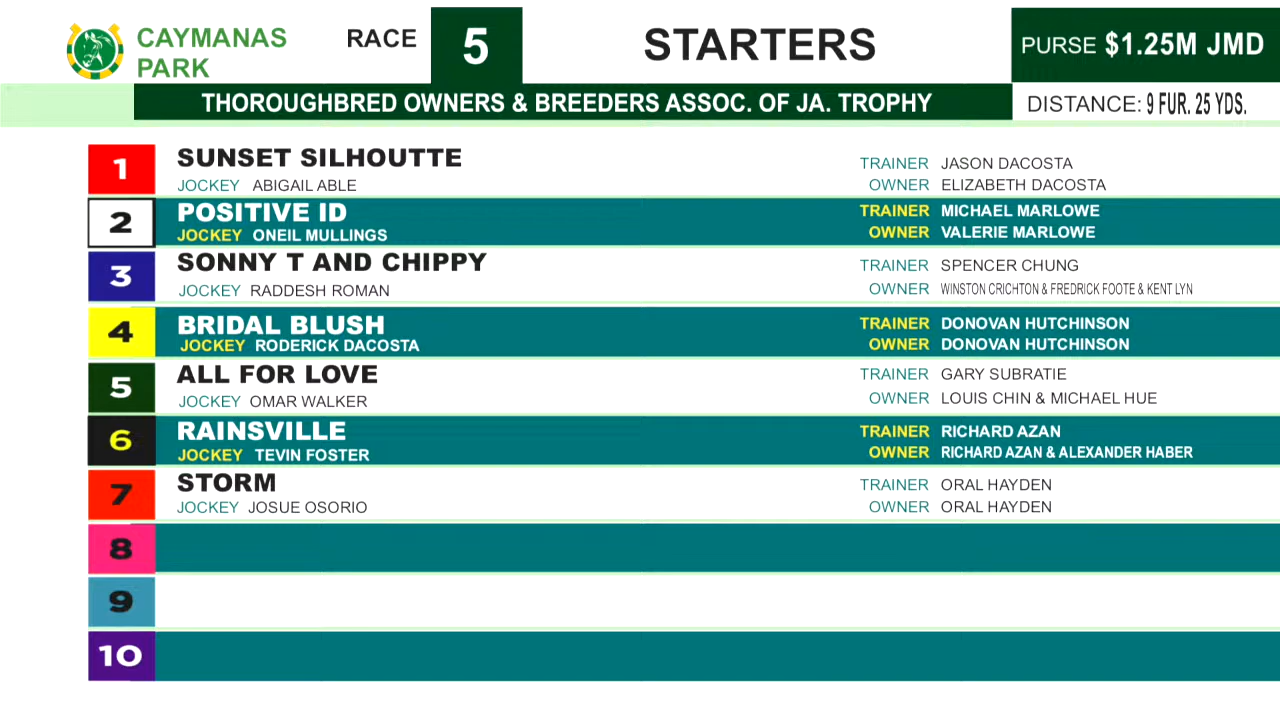 CAYMANAS PARK
RACE 5
STARTERS
PURSE $1.25M JMD
THOROUGHBRED OWNERS & BREEDERS ASSOC. OF JA. TROPHY
DISTANCE: 9 FUR. 25 YDS.
1 SUNSET SILHOUTTE
TRAINER JASON DACOSTA
JOCKEY ABIGAIL ABLE
OWNER ELIZABETH DACOSTA
2 POSITIVE ID
TRAINER MICHAEL MARLOWE
JOCKEY ONEIL MULLINGS
OWNER VALERIE MARLOWE
3 SONNY T AND CHIPPY
TRAINER SPENCER CHUNG
JOCKEY RADDESH ROMAN
OWNER WINSTON CRICHTON & FREDRICK FOOTE & KENT LYN
4 BRIDAL BLUSH
TRAINER DONOVAN HUTCHINSON
JOCKEY RODERICK DACOSTA
OWNER DONOVAN HUTCHINSON
5 ALL FOR LOVE
TRAINER GARY SUBRATIE
JOCKEY OMAR WALKER
OWNER LOUIS CHIN & MICHAEL HUE
6 RAINSVILLE
TRAINER RICHARD AZAN
JOCKEY TEVIN FOSTER
OWNER RICHARD AZAN & ALEXANDER HABER
7 STORM
TRAINER ORAL HAYDEN
JOCKEY JOSUE OSORIO
OWNER ORAL HAYDEN
8
9
10